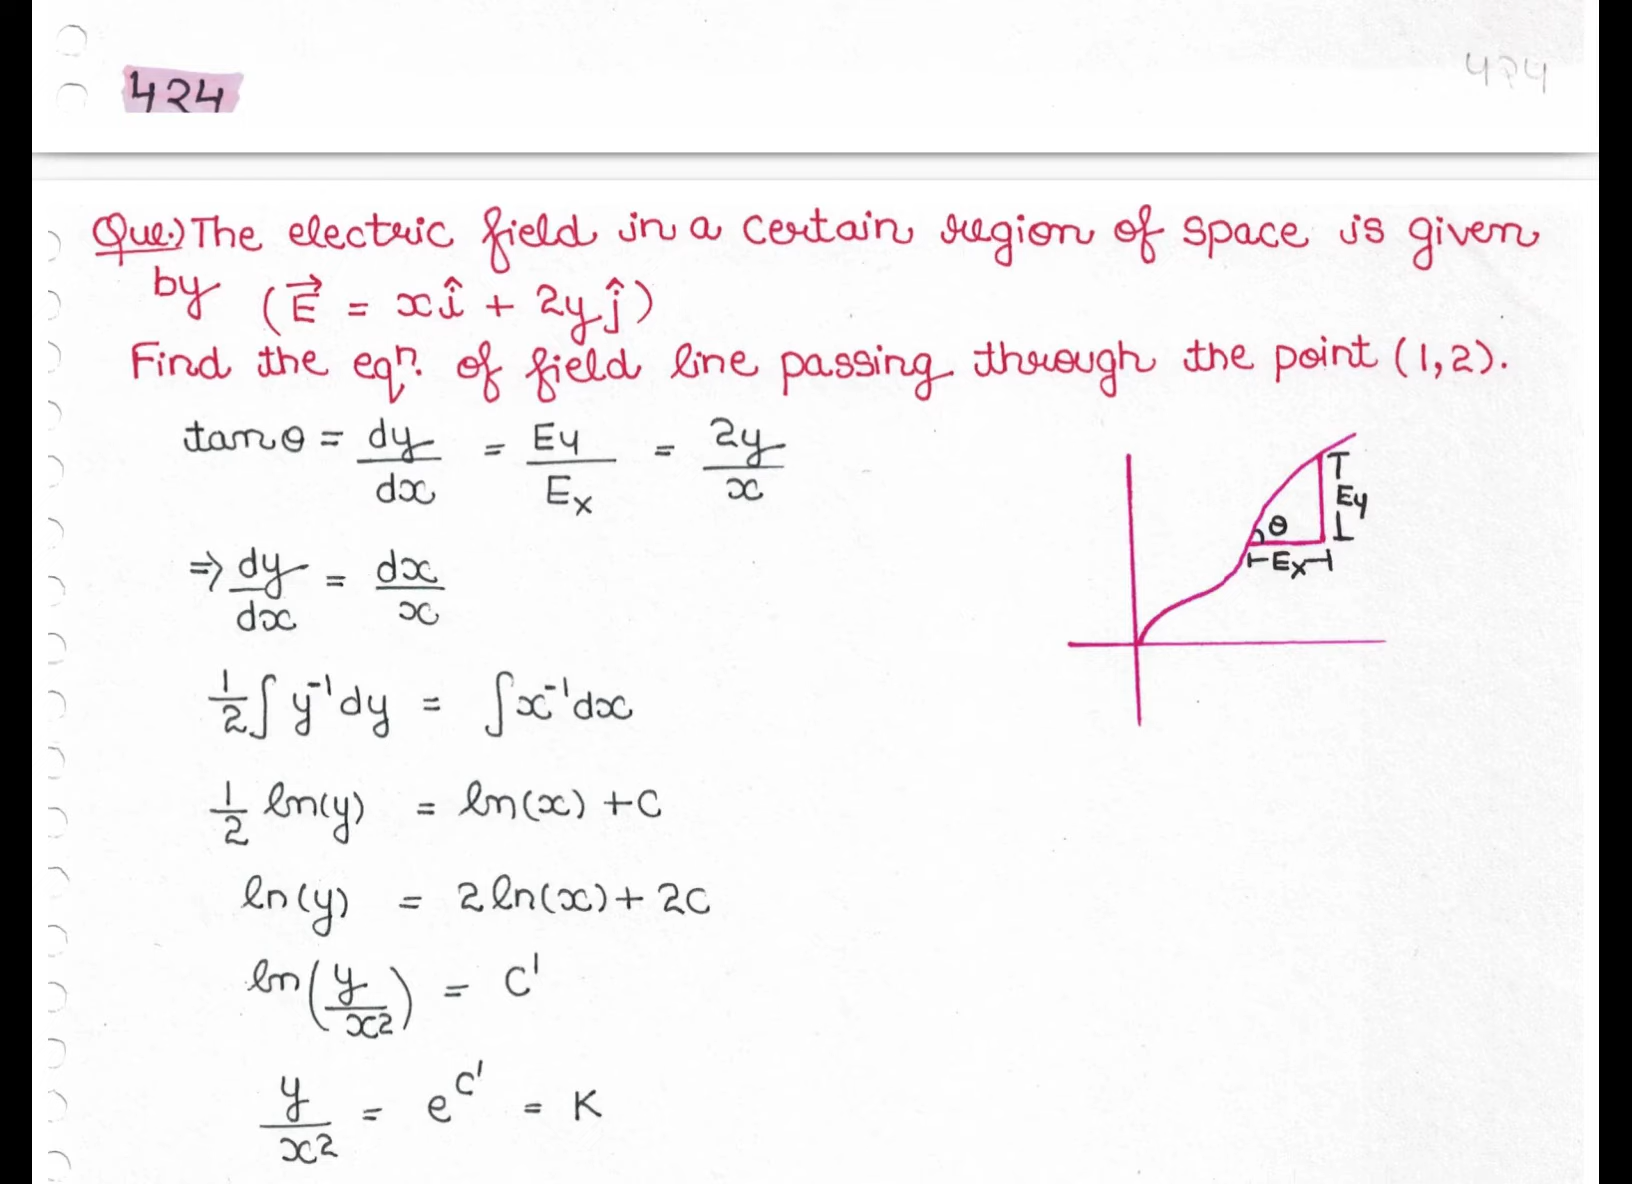 424
424
Que.) The electric field in a certain region of space is given
by (E⃗ = xî + 2yĵ)
Find the eqⁿ. of field line passing through the point (1,2).
tanθ = dy/dx = Ey/Ex = 2y/x
⇒ dy/dx = dx/x
1/2 ∫ y⁻¹dy = ∫x⁻¹dx
1/2 ln(y) = ln(x) + C
ln(y) = 2 ln(x) + 2C
ln(y/x²) = C'
y/x² = e^C' = K
θ
Ey
Ex